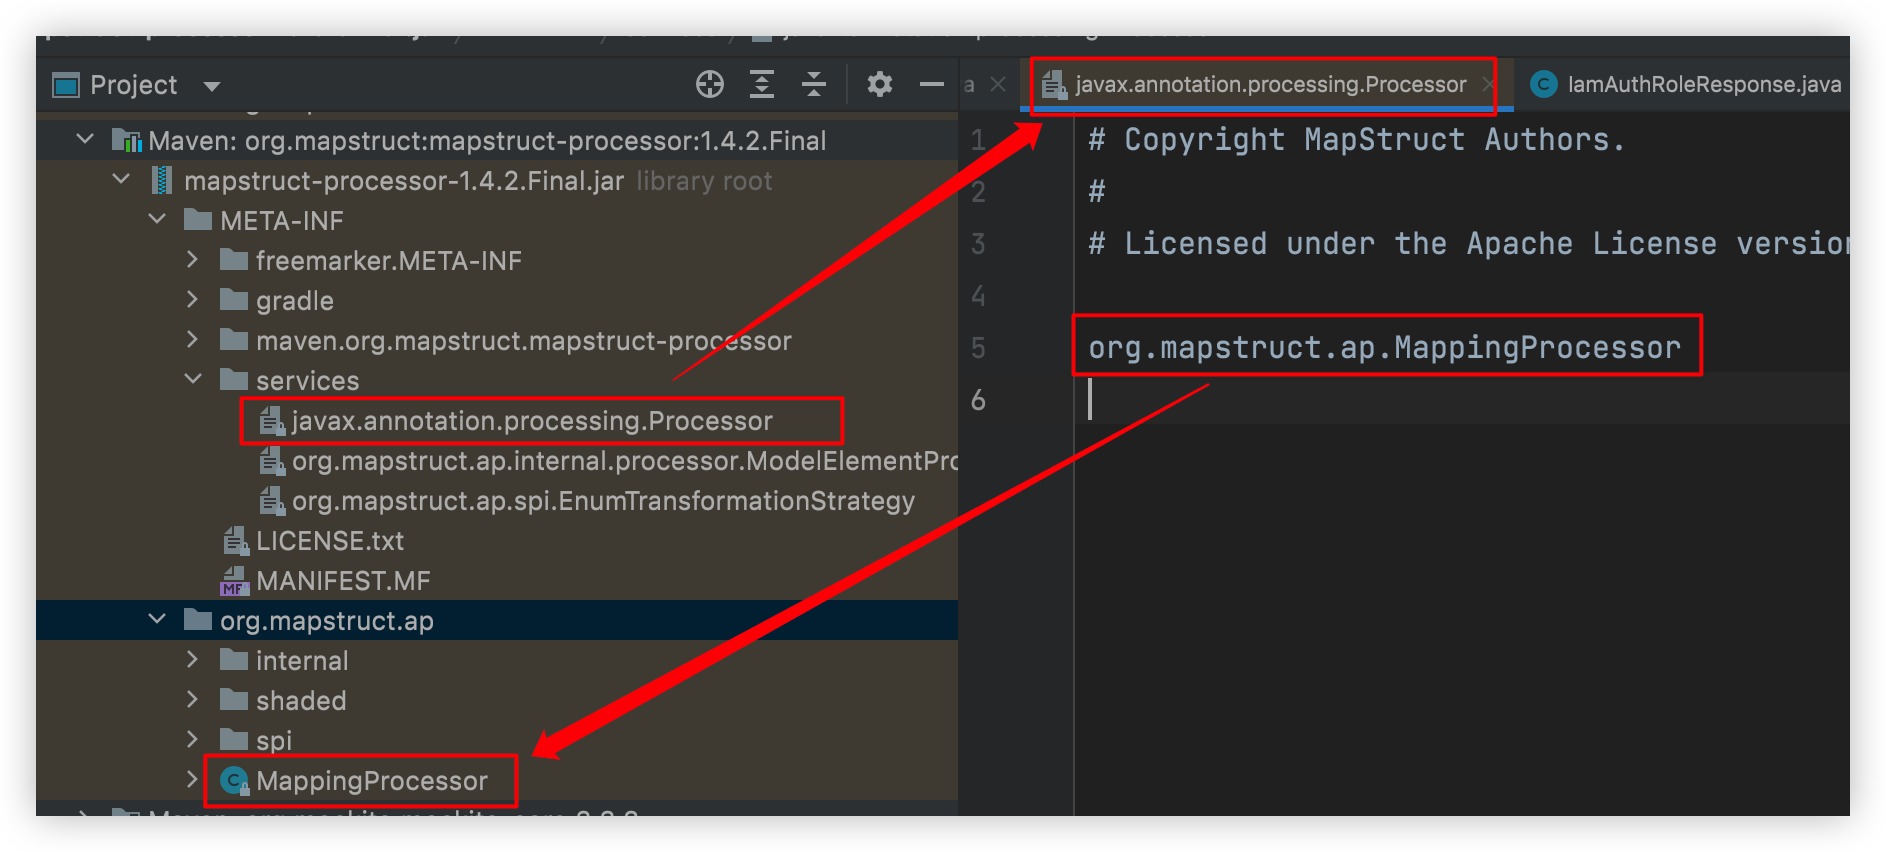 Project
a
javax.annotation.processing.Processor
IamAuthRoleResponse.java
Maven: org.mapstruct:mapstruct-processor:1.4.2.Final
mapstruct-processor-1.4.2.Final.jar library root
META-INF
freemarker.META-INF
gradle
maven.org.mapstruct.mapstruct-processor
services
javax.annotation.processing.Processor
org.mapstruct.ap.internal.processor.ModelElementPro
org.mapstruct.ap.spi.EnumTransformationStrategy
LICENSE.txt
MF
MANIFEST.MF
org.mapstruct.ap
internal
shaded
spi
C
MappingProcessor
1 # Copyright MapStruct Authors.
2 #
3 # Licensed under the Apache License version
4
5 org.mapstruct.ap.MappingProcessor
6